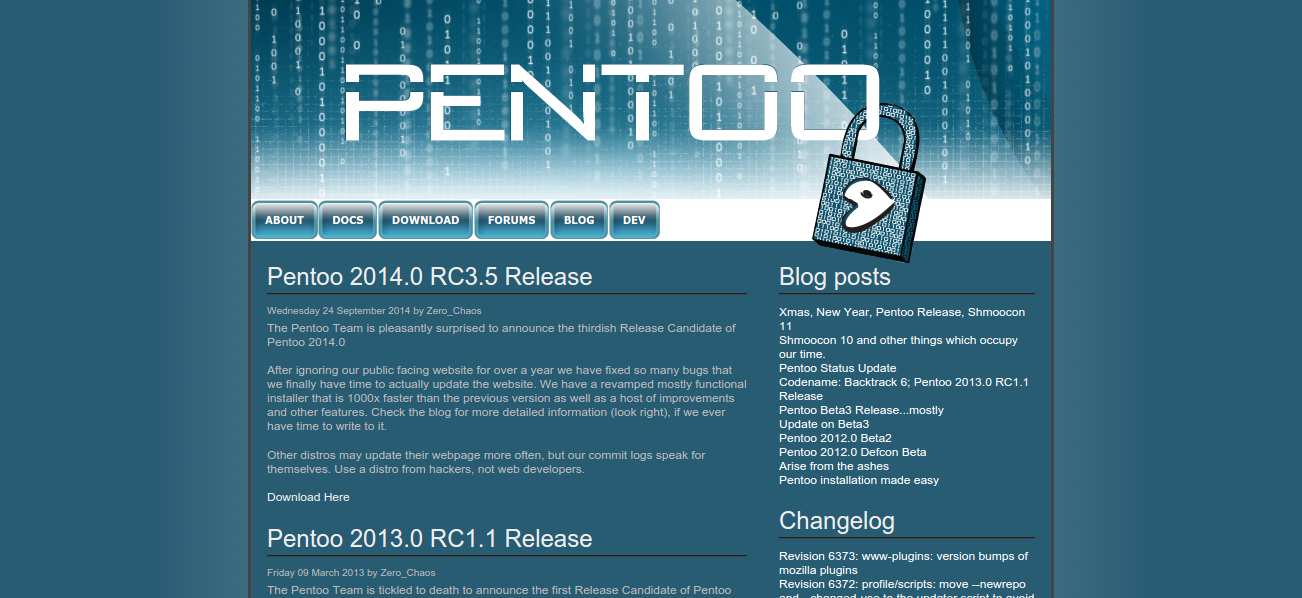 PENTOO
ABOUT
DOCS
DOWNLOAD
FORUMS
BLOG
DEV
Pentoo 2014.0 RC3.5 Release
Wednesday 24 September 2014 by Zero_Chaos
The Pentoo Team is pleasantly surprised to announce the thirdish Release Candidate of
Pentoo 2014.0
After ignoring our public facing website for over a year we have fixed so many bugs that
we finally have time to actually update the website. We have a revamped mostly functional
installer that is 1000x faster than the previous version as well as a host of improvements
and other features. Check the blog for more detailed information (look right), if we ever
have time to write to it.
Other distros may update their webpage more often, but our commit logs speak for
themselves. Use a distro from hackers, not web developers.
Download Here
Pentoo 2013.0 RC1.1 Release
Friday 09 March 2013 by Zero_Chaos
The Pentoo Team is tickled to death to announce the first Release Candidate of Pentoo
Blog posts
Xmas, New Year, Pentoo Release, Shmoocon
11
Shmoocon 10 and other things which occupy
our time.
Pentoo Status Update
Codename: Backtrack 6; Pentoo 2013.0 RC1.1
Release
Pentoo Beta3 Release...mostly
Update on Beta3
Pentoo 2012.0 Beta2
Pentoo 2012.0 Defcon Beta
Arise from the ashes
Pentoo installation made easy
Changelog
Revision 6373: www-plugins: version bumps of
mozilla plugins
Revision 6372: profile/scripts: move --newrepo
and --changed-use to the updater script to avoid